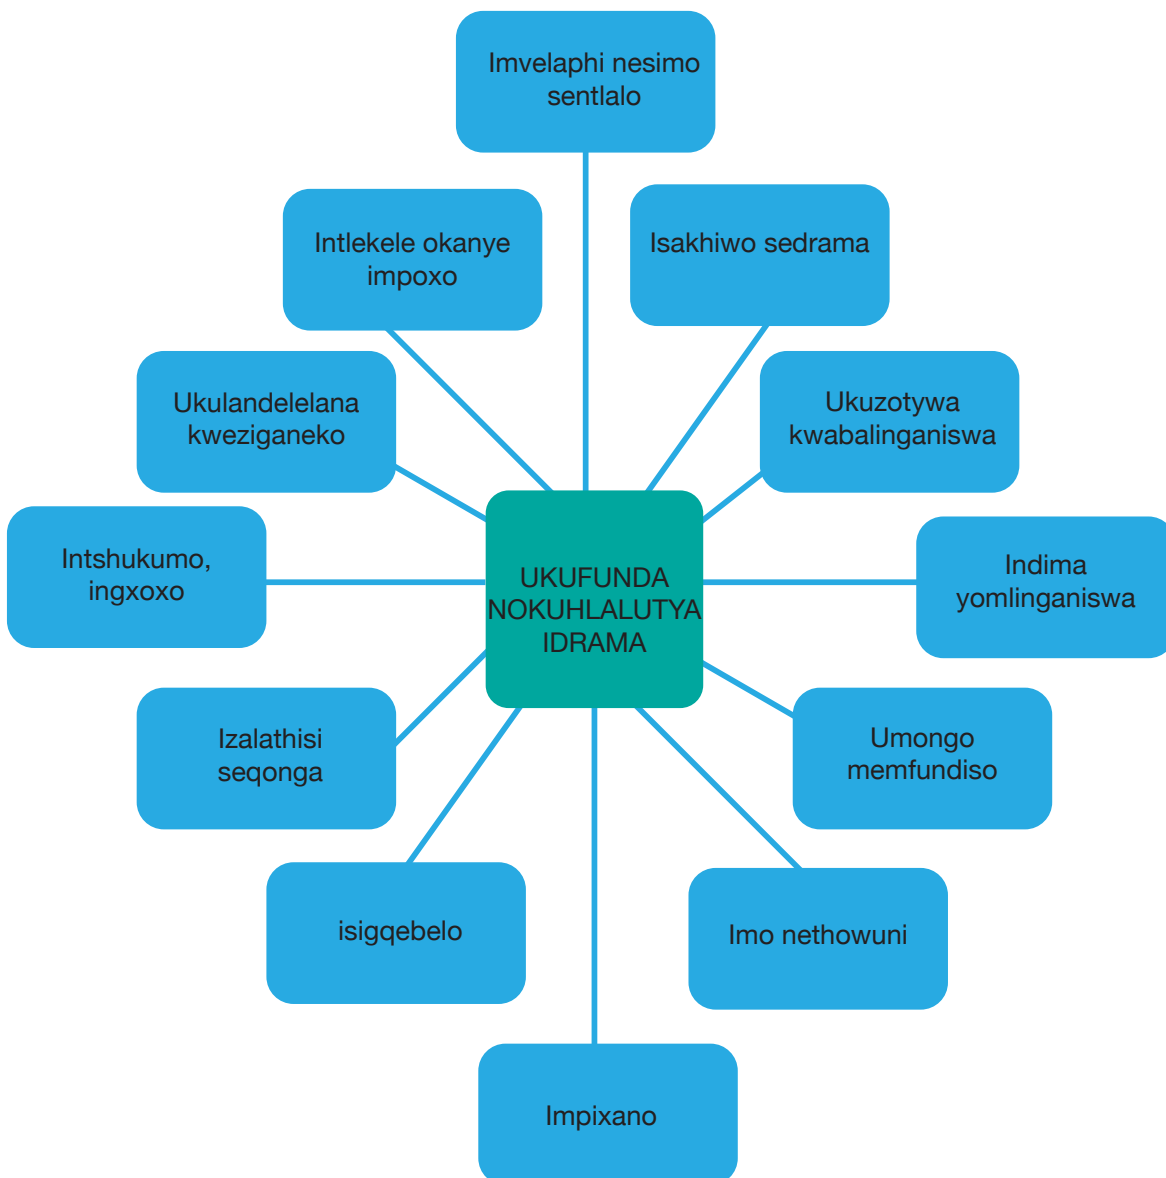 Imvelaphi nesimo
sentlalo
Intlekele okanye
impoxo
Isakhiwo sedrama
Ukulandelelana
kweziganeko
Ukuzotywa
kwabalinganiswa
Intshukumo,
ingxoxo
UKUFUNDA
NOKUHLALUTYA
IDRAMA
Indima
yomlinganiswa
Izalathisi
seqonga
Umongo
memfundiso
isigqebelo
Imo nethowuni
Impixano